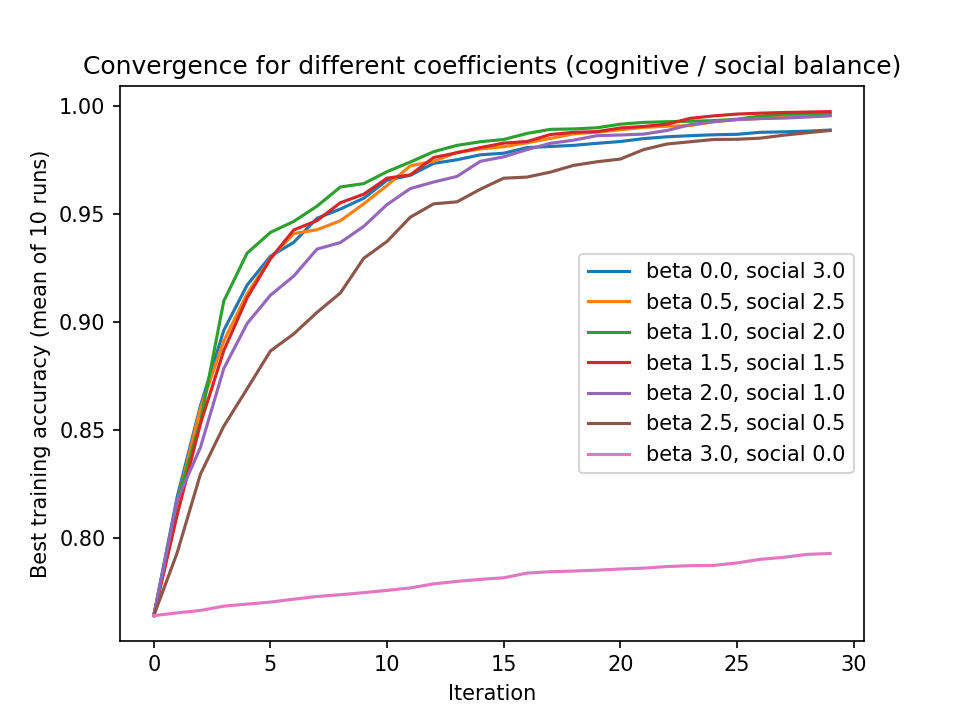 Convergence for different coefficients (cognitive / social balance)
Best training accuracy (mean of 10 runs)
1.00
0.95
0.90
0.85
0.80
beta 0.0, social 3.0
beta 0.5, social 2.5
beta 1.0, social 2.0
beta 1.5, social 1.5
beta 2.0, social 1.0
beta 2.5, social 0.5
beta 3.0, social 0.0
0 5 10 15 20 25 30
Iteration